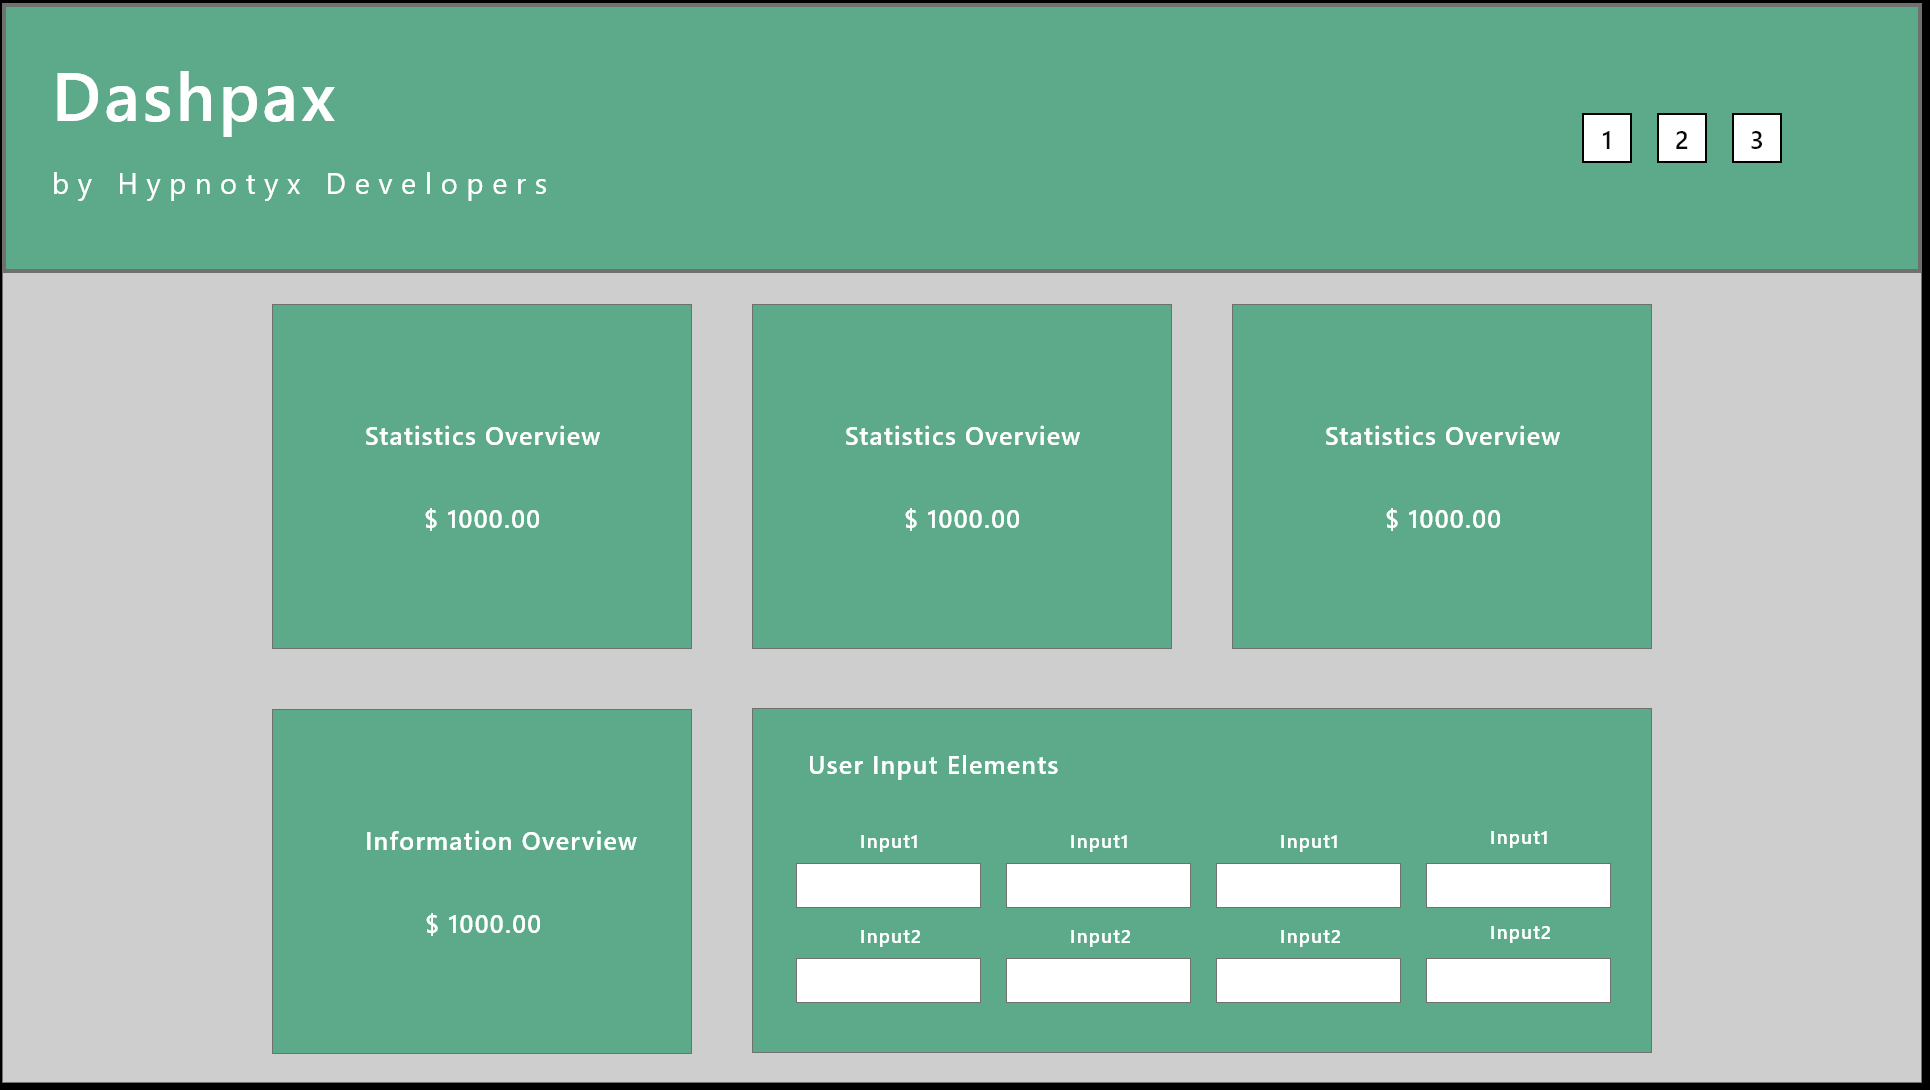 Dashpax
by Hypnotyx Developers
1 2 3
Statistics Overview
$ 1000.00
Statistics Overview
$ 1000.00
Statistics Overview
$ 1000.00
Information Overview
$ 1000.00
User Input Elements
Input1 Input1 Input1 Input1
Input2 Input2 Input2 Input2